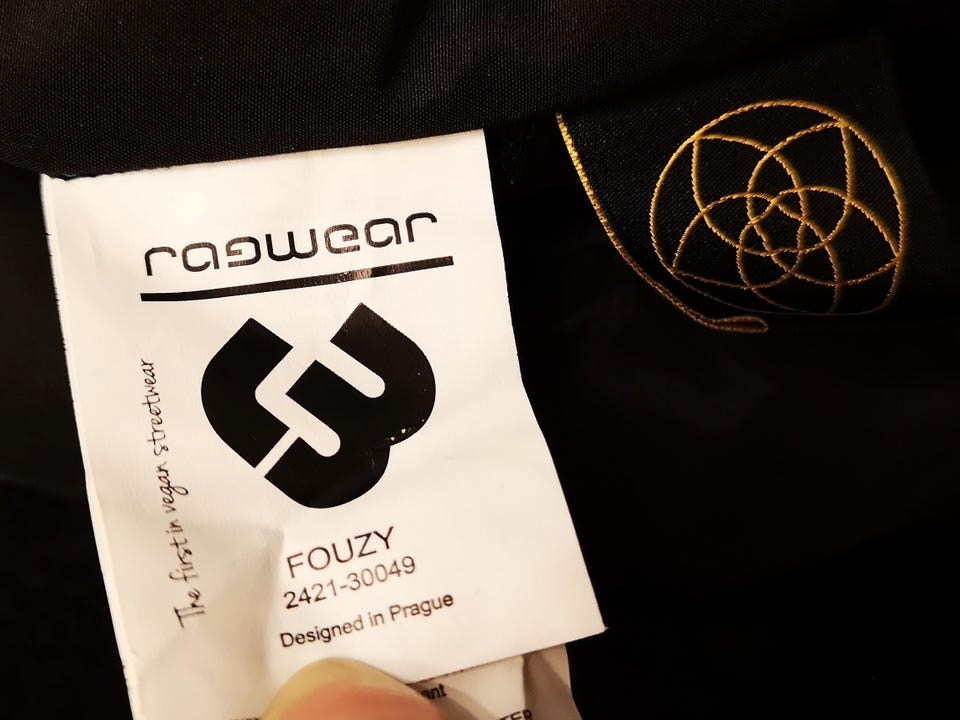 ragwear
The first in vegan streetwear
FOUZY
2421-30049
Designed in Prague